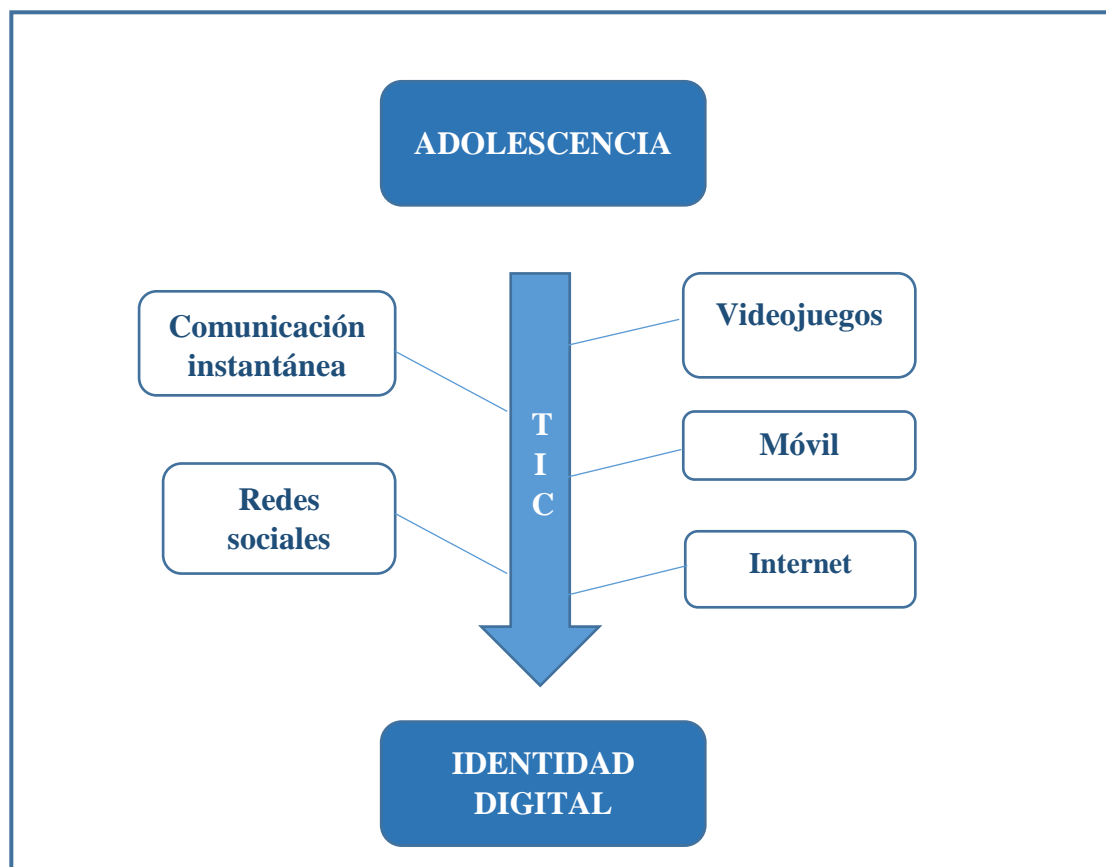 ADOLESCENCIA
Comunicación
instantánea
Redes
sociales
T
I
C
Videojuegos
Móvil
Internet
IDENTIDAD
DIGITAL